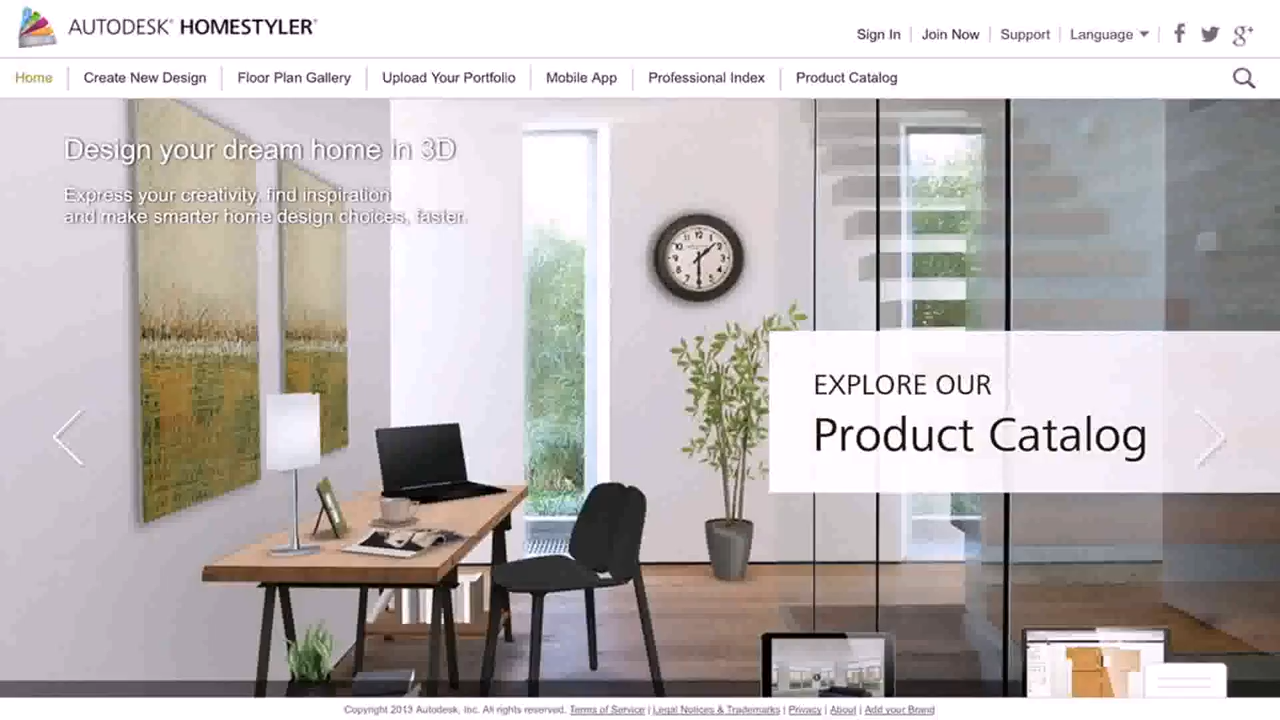 AUTODESK® HOMESTYLER®
Sign In | Join Now | Support | Language
Home | Create New Design | Floor Plan Gallery | Upload Your Portfolio | Mobile App | Professional Index | Product Catalog
Design your dream home in 3D
Express your creativity, find inspiration
and make smarter home design choices, faster.
EXPLORE OUR
Product Catalog
Copyright 2013 Autodesk, Inc. All rights reserved. Terms of Service | Legal Notices & Trademarks | Privacy | About | Add your Brand